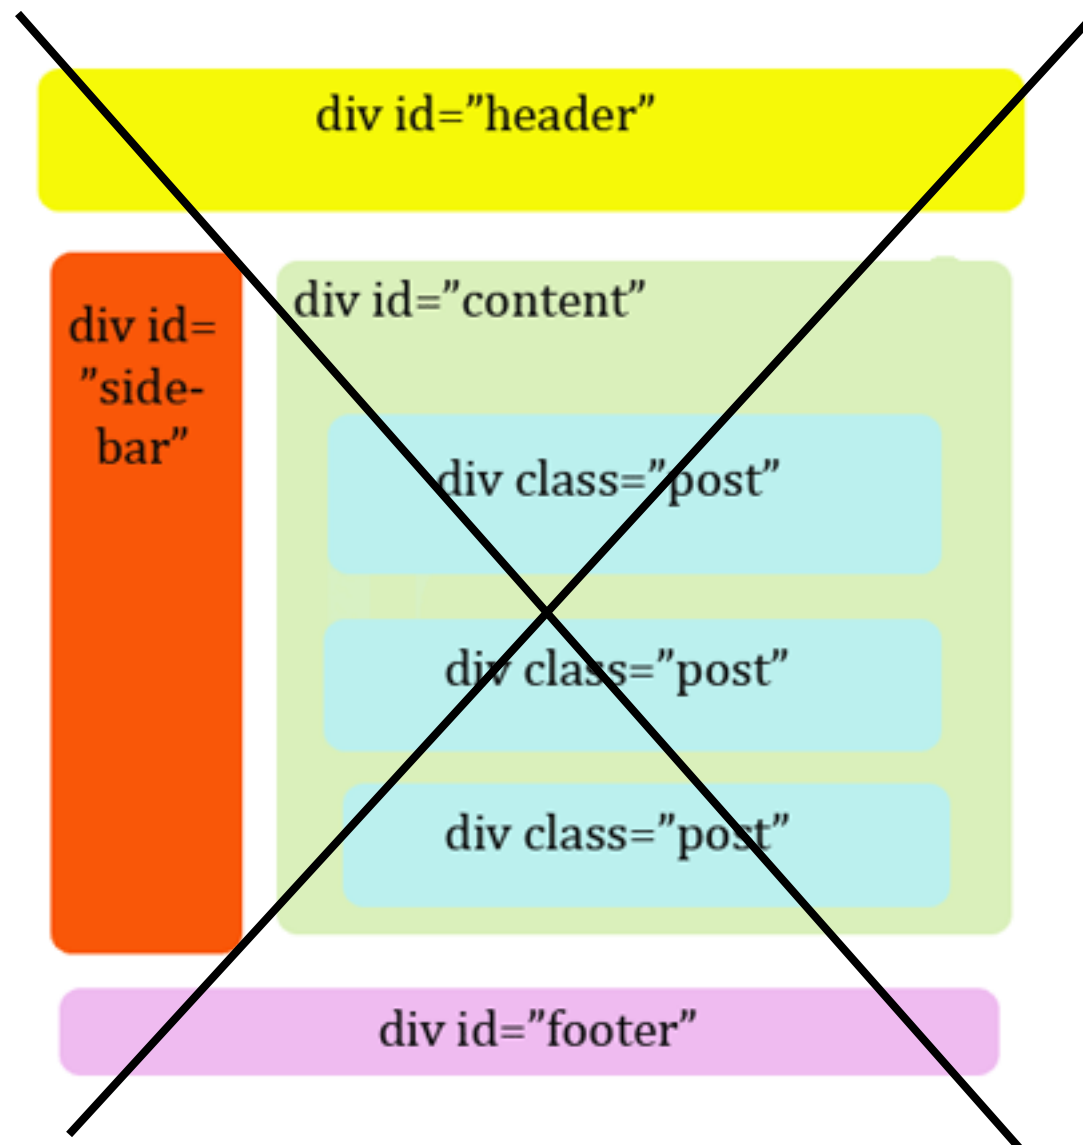 div id=”header”
div id=
”side-
bar”
div id=”content”
div class=”post”
div class=”post”
div class=”post”
div id=”footer”